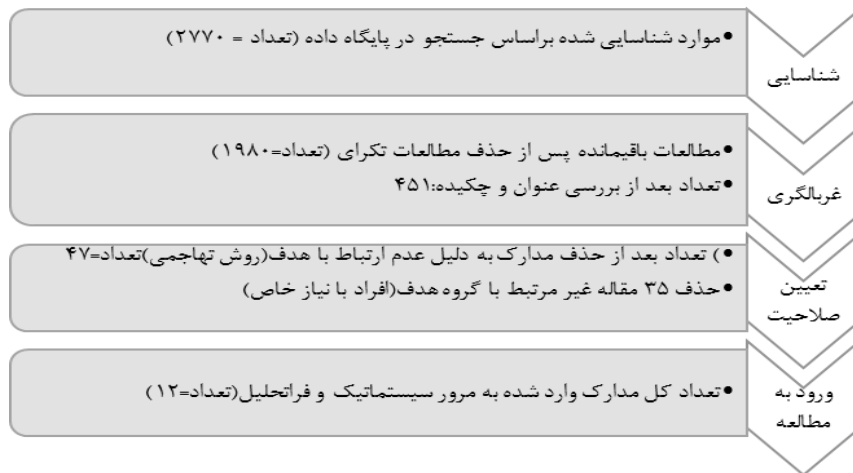 شناسایی
•موارد شناسایی شده براساس جستجو در پایگاه داده (تعداد = ۲۷۷۰)
غربالگری
•مطالعات باقیمانده پس از حذف مطالعات تکرای (تعداد=۱۹۸۰)
•تعداد بعد از بررسی عنوان و چکیده:۴۵۱
تعیین
صلاحیت
•) تعداد بعد از حذف مدارک به دلیل عدم ارتباط با هدف(روش تهاجمی)تعداد=۴۷
•حذف ۳۵ مقاله غیر مرتبط با گروه هدف(افراد با نیاز خاص)
ورود به
مطالعه
•تعداد کل مدارک وارد شده به مرور سیستماتیک و فراتحلیل(تعداد=۱۲)